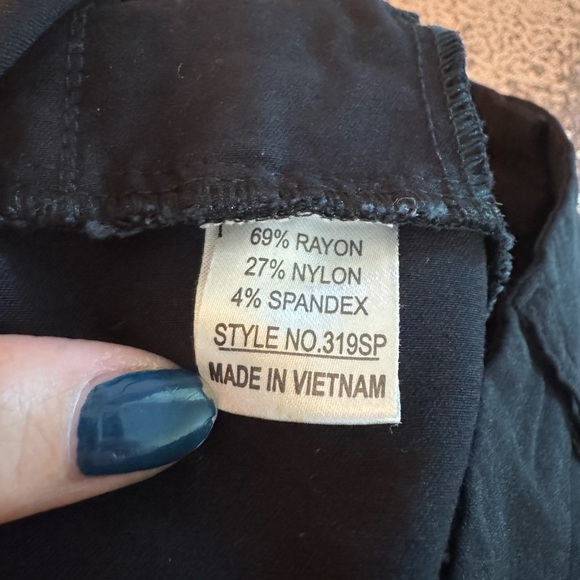 69% RAYON
27% NYLON
4% SPANDEX
STYLE NO.319SP
MADE IN VIETNAM